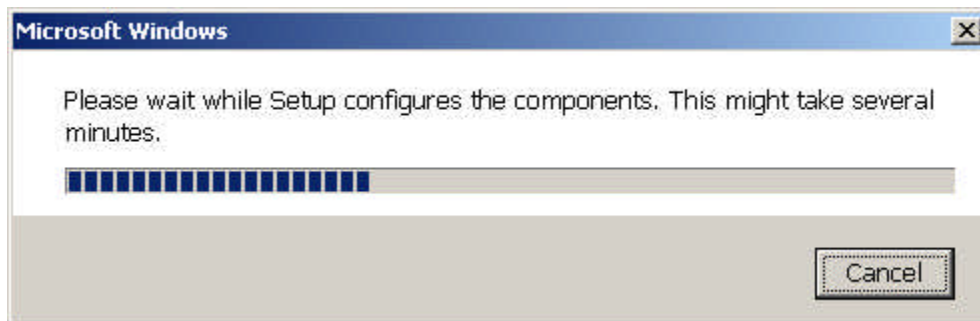 Microsoft Windows
Please wait while Setup configures the components. This might take several
minutes.
Cancel